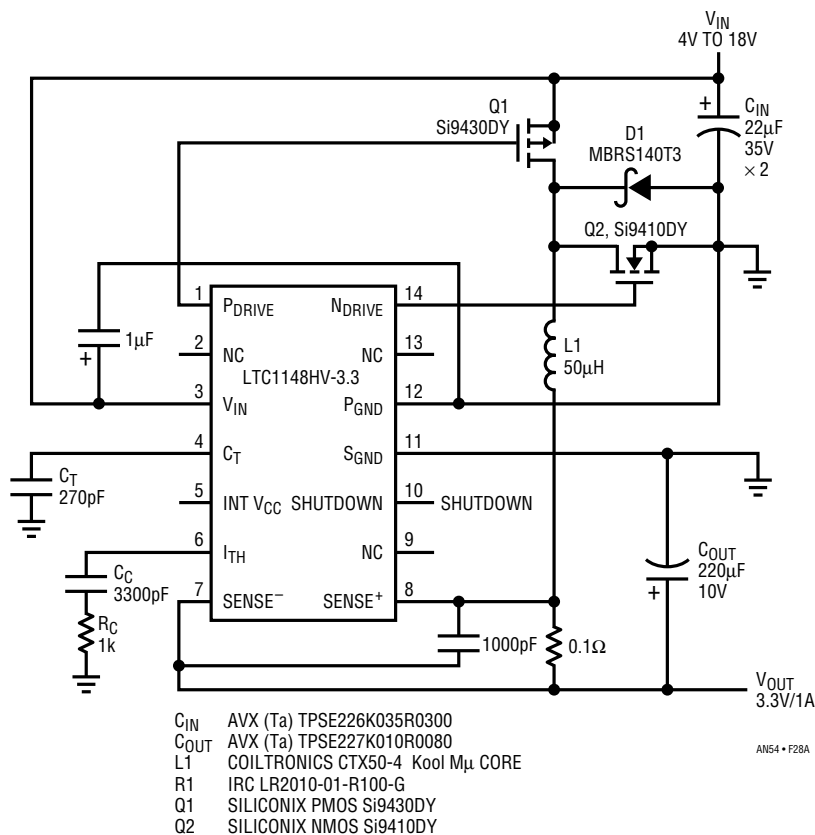 VIN
4V TO 18V
Q1
Si9430DY
D1
MBRS140T3
+
CIN
22µF
35V
× 2
Q2, Si9410DY
1µF
+
1
PDRIVE
NDRIVE
14
2
NC
NC
13
LTC1148HV-3.3
3
VIN
PGND
12
4
CT
SGND
11
5
INT VCC
SHUTDOWN
10
SHUTDOWN
6
ITH
NC
9
7
SENSE–
SENSE+
8
L1
50µH
CT
270pF
CC
3300pF
RC
1k
1000pF
0.1Ω
COUT
220µF
10V
+
VOUT
3.3V/1A
CIN AVX (Ta) TPSE226K035R0300
COUT AVX (Ta) TPSE227K010R0080
L1 COILTRONICS CTX50-4 Kool Mµ CORE
R1 IRC LR2010-01-R100-G
Q1 SILICONIX PMOS Si9430DY
Q2 SILICONIX NMOS Si9410DY
AN54 • F28A